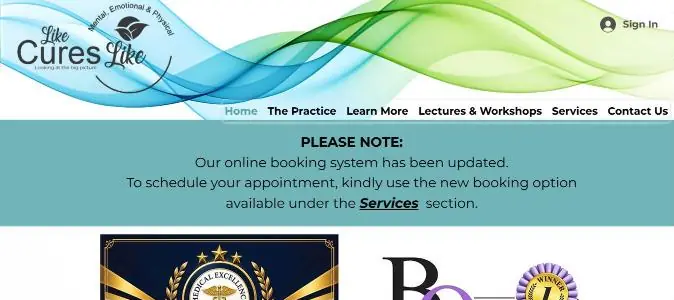 Mental, Emotional & Physical
Like
Cures Like
Looking at the big picture
Sign In
Home The Practice Learn More Lectures & Workshops Services Contact Us
PLEASE NOTE:
Our online booking system has been updated.
To schedule your appointment, kindly use the new booking option
available under the Services section.
MEDICAL EXCELLENCE
WINNER